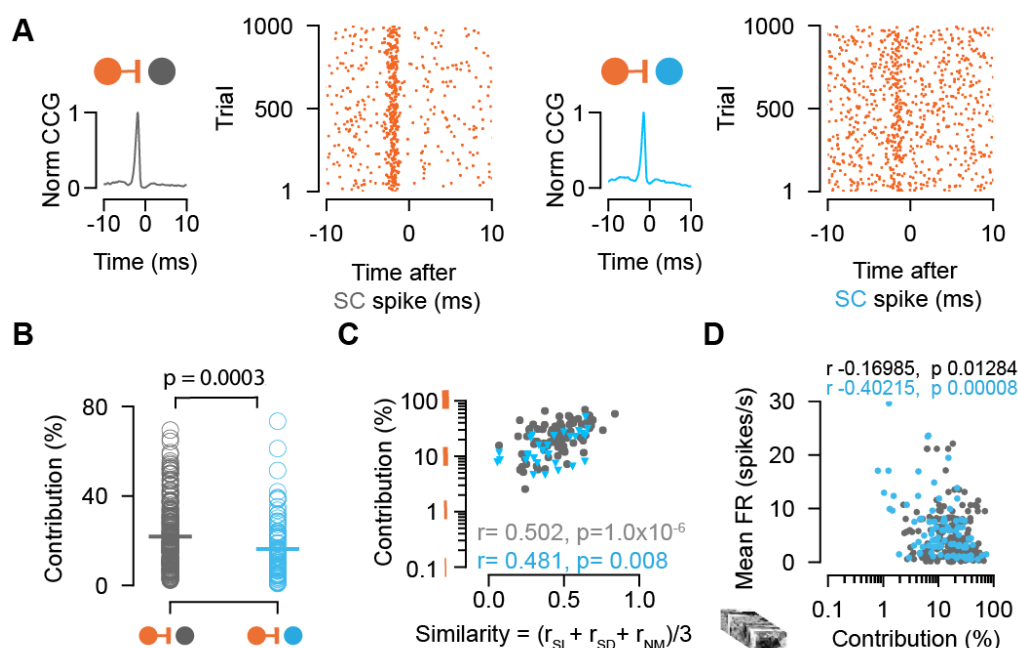 A
Norm CCG
1
0
-10 0 10
Time (ms)
Trial
1000
500
1
-10 0 10
Time after
SC spike (ms)
Norm CCG
1
0
-10 0 10
Time (ms)
Trial
1000
500
1
-10 0 10
Time after
SC spike (ms)
B
p = 0.0003
Contribution (%)
80
40
0
C
Contribution (%)
100
10
1
0.1
r= 0.502, p=1.0x10-6
r= 0.481, p= 0.008
0.0 0.5 1.0
Similarity = (rSL + rSD + rNM)/3
D
r -0.16985, p 0.01284
r -0.40215, p 0.00008
Mean FR (spikes/s)
30
20
10
0
0.1 1 10 100
Contribution (%)